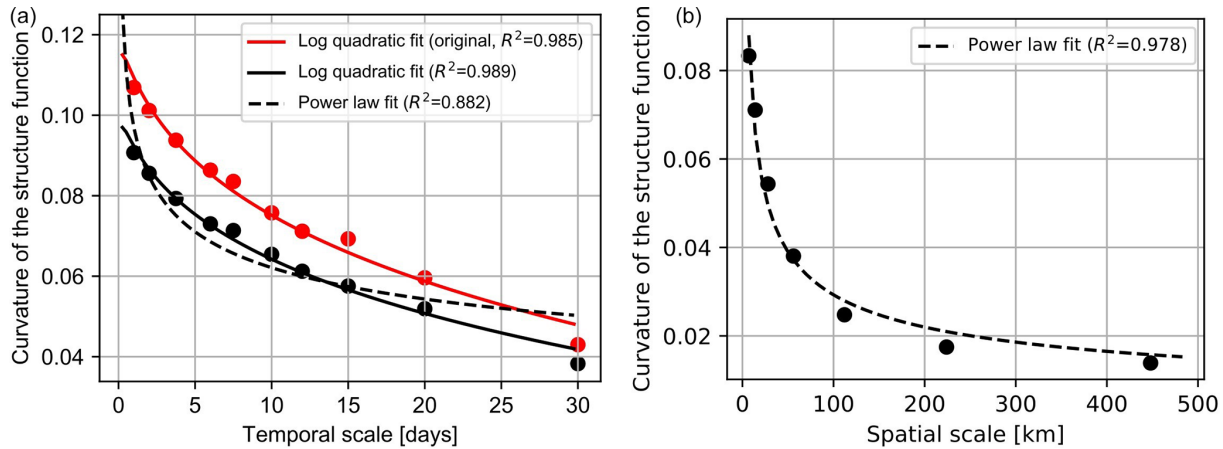 (a)
Curvature of the structure function
0.12
0.10
0.08
0.06
0.04
Log quadratic fit (original, R²=0.985)
Log quadratic fit (R²=0.989)
Power law fit (R²=0.882)
0 5 10 15 20 25 30
Temporal scale [days]
(b)
Curvature of the structure function
0.08
0.06
0.04
0.02
Power law fit (R²=0.978)
0 100 200 300 400 500
Spatial scale [km]